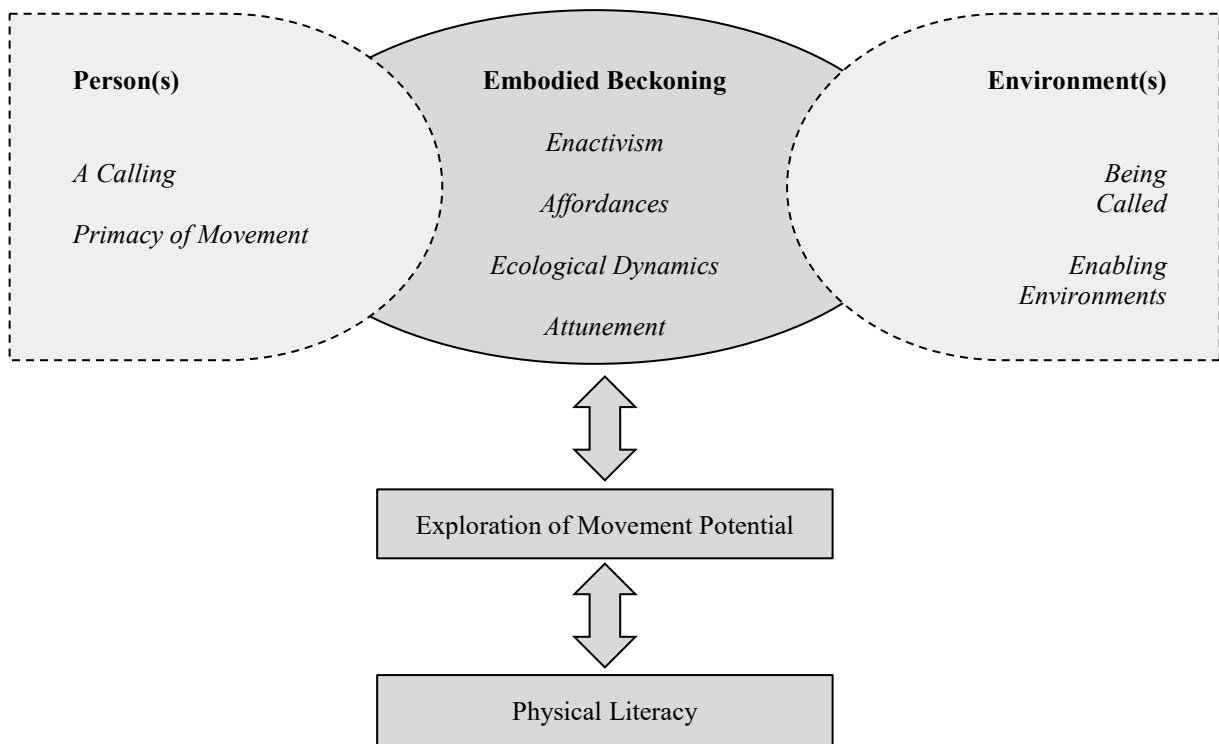 Person(s)
A Calling
Primacy of Movement
Embodied Beckoning
Enactivism
Affordances
Ecological Dynamics
Attunement
Environment(s)
Being
Called
Enabling
Environments
Exploration of Movement Potential
Physical Literacy